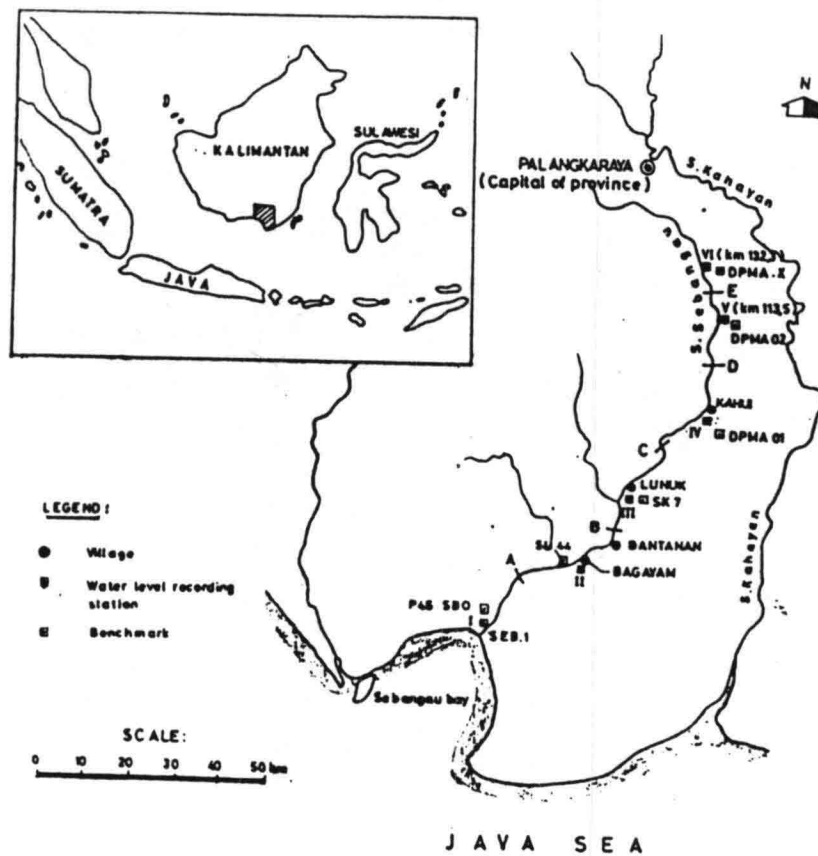 KALIMANTAN
SULAWESI
SUMATRA
JAVA
N
PALANGKARAYA
(Capital of province)
S.Kahayan
S.Sebangau
VI (km 132,5)
DPMA.X
E
V (km 113,5)
DPMA 02
D
KAHUI
IV
DPMA 01
C
LUNUK
SK 7
III
B
BANTANAN
A
BAGAYAM
II
P45 SBO
I
SEB.1
S.Kahayan
Sebangau bay
LEGEND:
Village
Water level recording
station
Benchmark
SCALE:
0 10 20 30 40 50 km
JAVA SEA